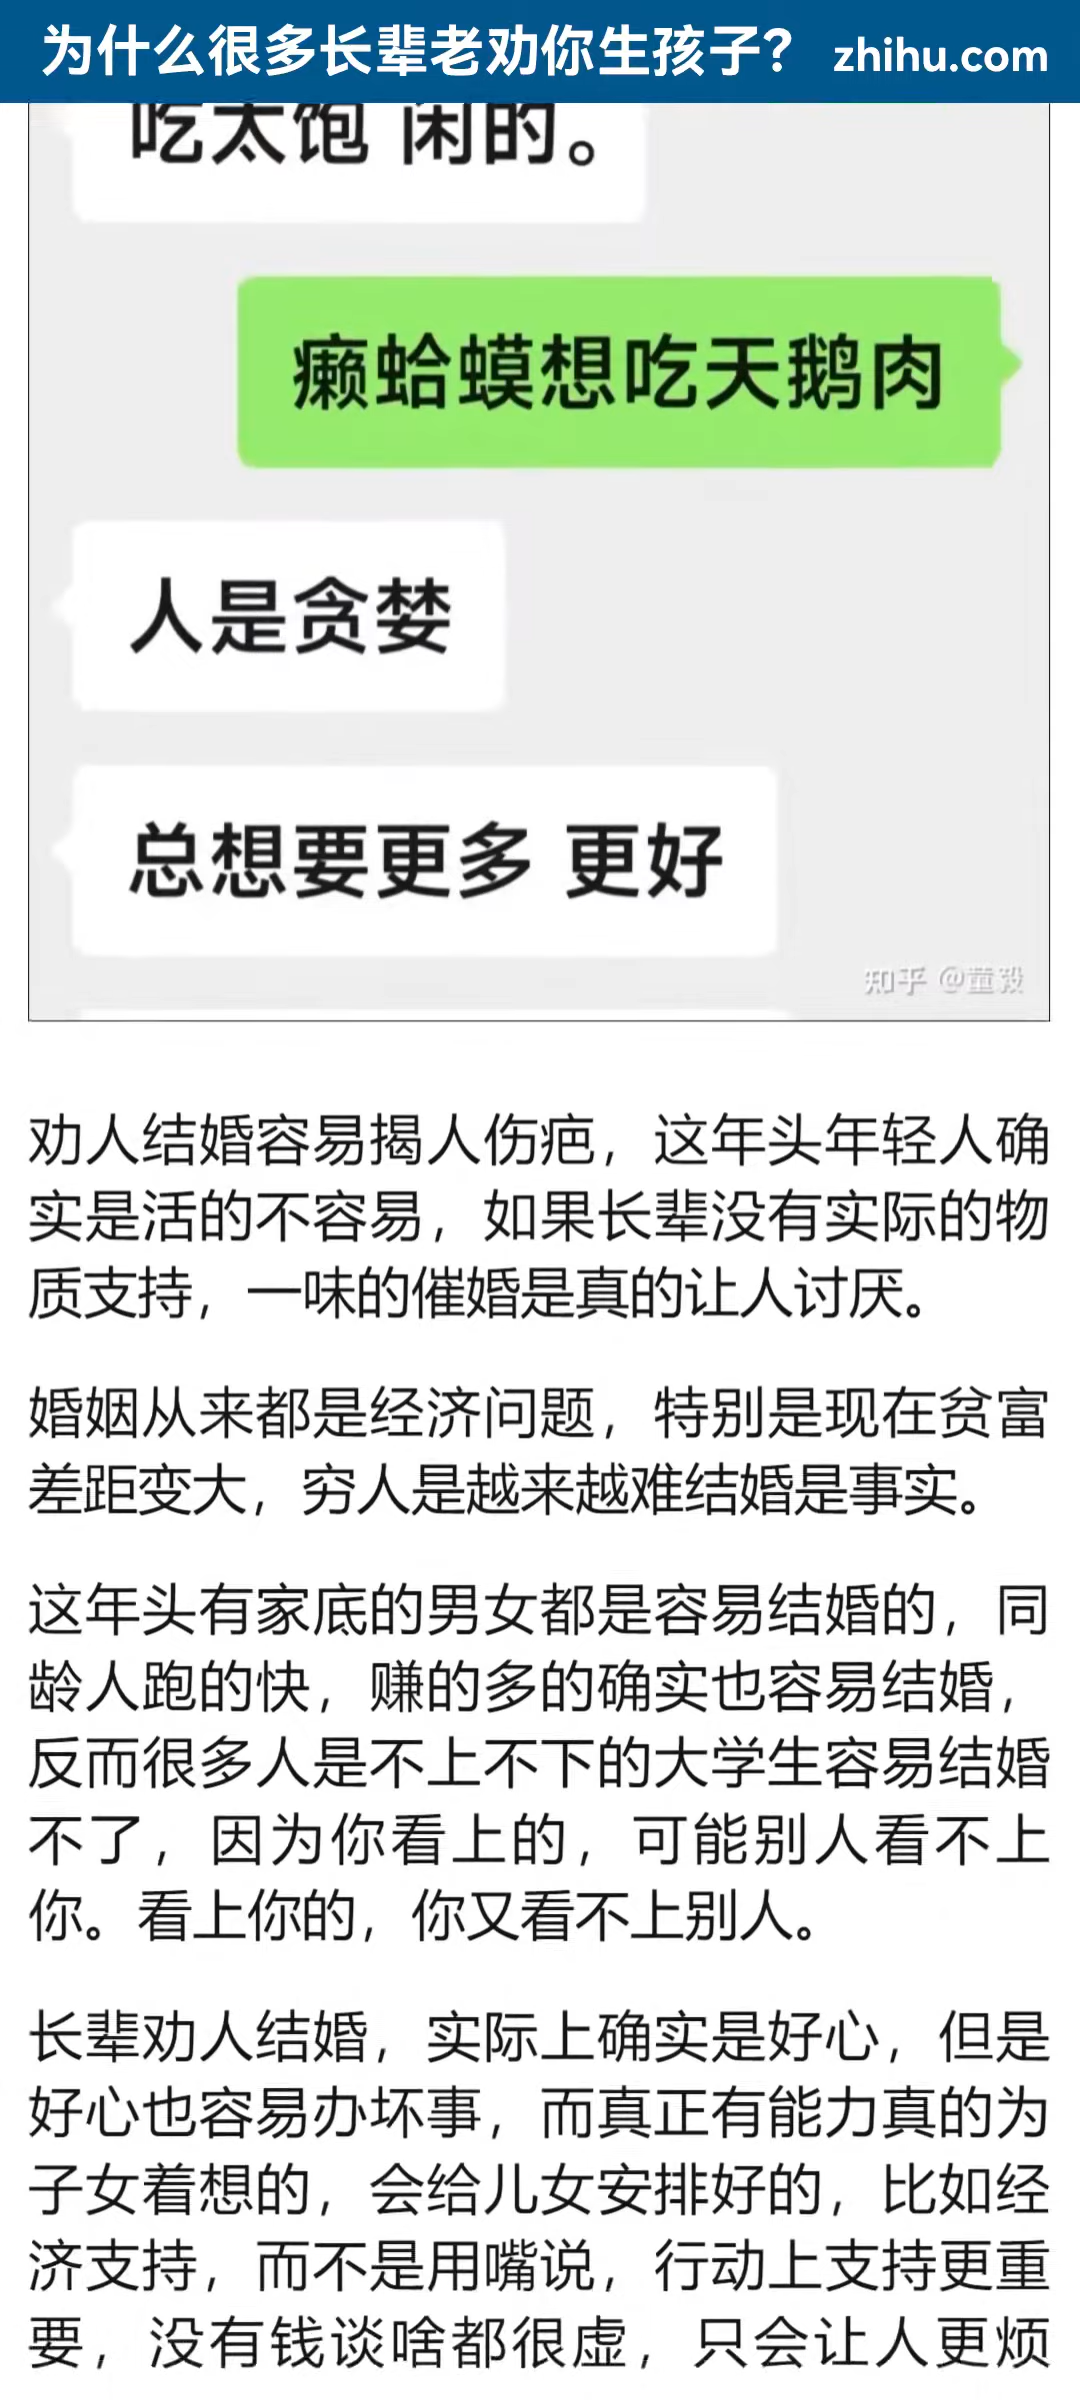 为什么很多长辈老劝你生孩子? zhihu.com
吃太饱 闲的。
癞蛤蟆想吃天鹅肉
人是贪婪
总想要更多 更好
知乎 @董毅
劝人结婚容易揭人伤疤，这年头年轻人确
实是活的不容易，如果长辈没有实际的物
质支持，一味的催婚是真的让人讨厌。
婚姻从来都是经济问题，特别是现在贫富
差距变大，穷人是越来越难结婚是事实。
这年头有家底的男女都是容易结婚的，同
龄人跑的快，赚的多的确实也容易结婚，
反而很多人是不上不下的大学生容易结婚
不了，因为你看上的，可能别人看不上
你。看上你的，你又看不上别人。
长辈劝人结婚，实际上确实是好心，但是
好心也容易办坏事，而真正有能力真的为
子女着想的，会给儿女安排好的，比如经
济支持，而不是用嘴说，行动上支持更重
要，没有钱谈啥都很虚，只会让人更烦